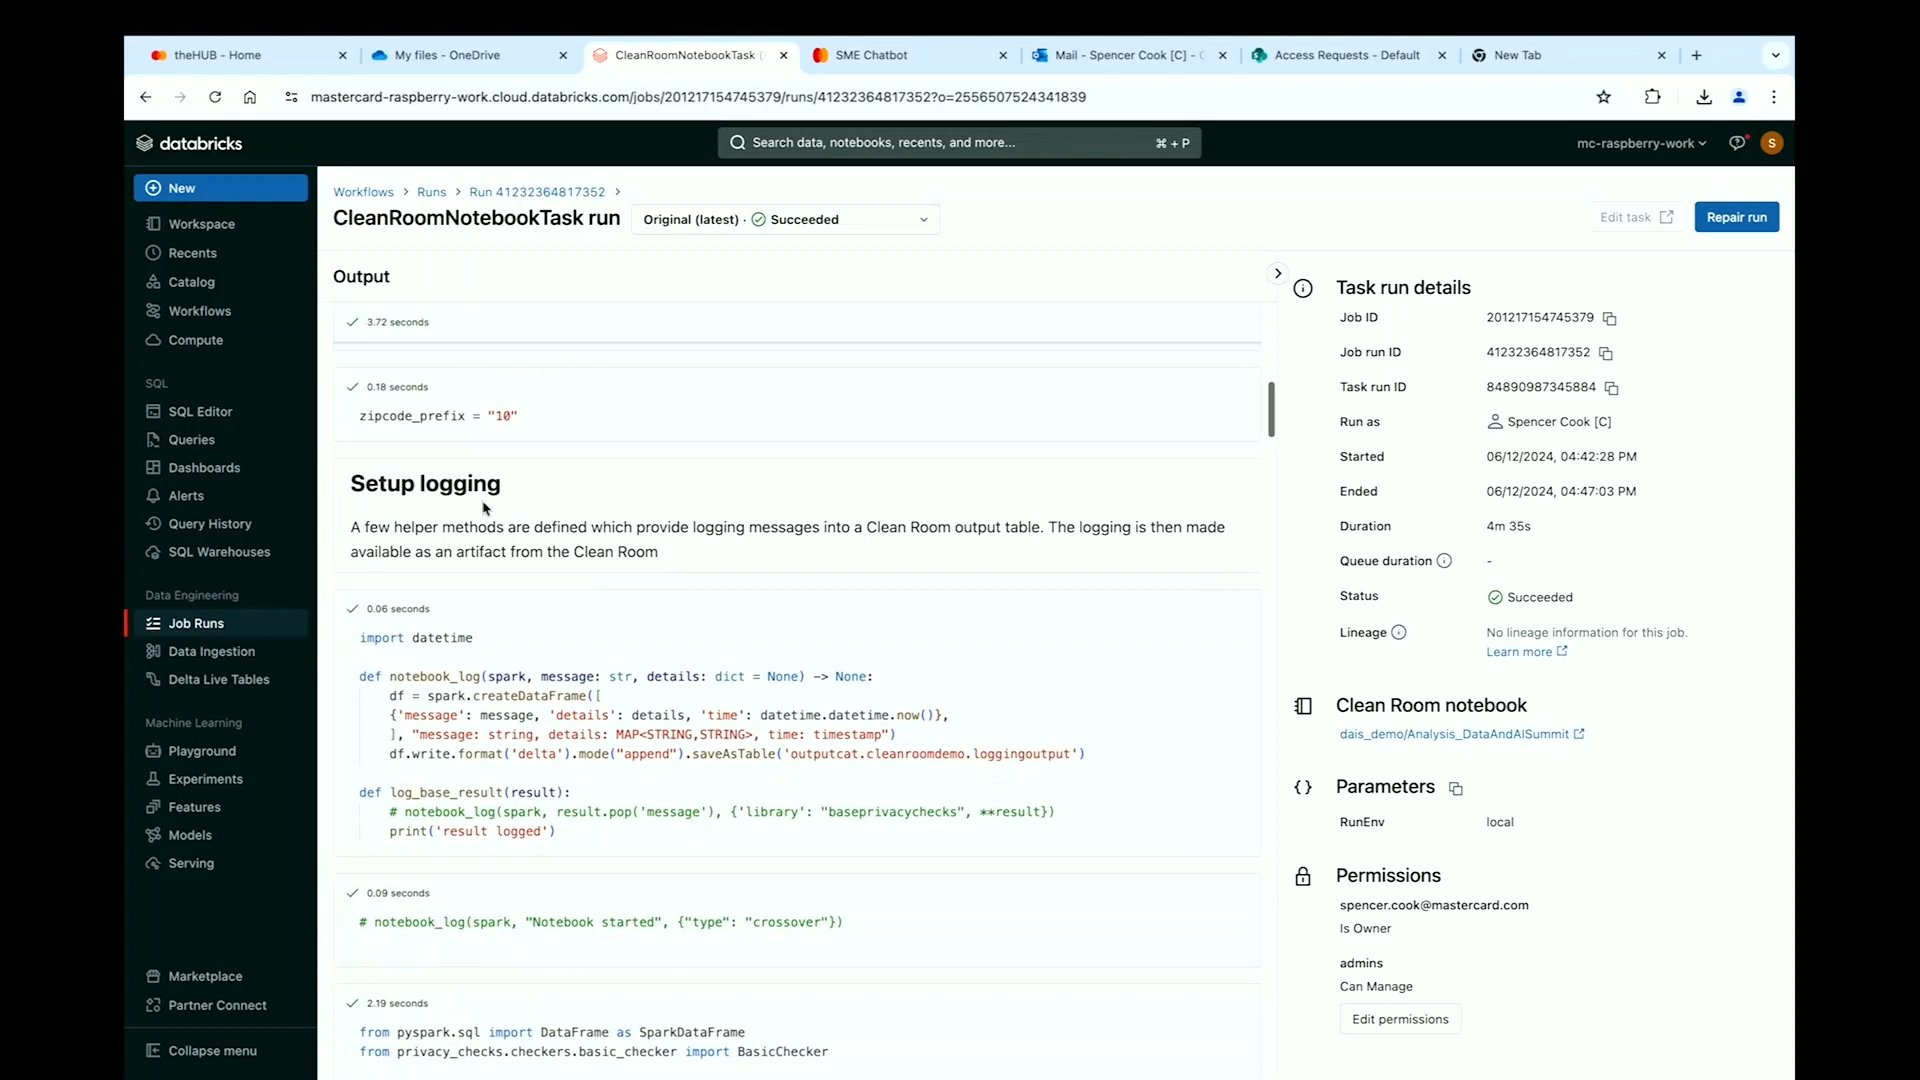 theHUB - Home
My files - OneDrive
CleanRoomNotebookTask
SME Chatbot
Mail - Spencer Cook [C] -
Access Requests - Default
New Tab
mastercard-raspberry-work.cloud.databricks.com/jobs/201217154745379/runs/41232364817352?o=2556507524341839
databricks
Search data, notebooks, recents, and more...
⌘ + P
mc-raspberry-work
S
New
Workspace
Recents
Catalog
Workflows
Compute
SQL
SQL Editor
Queries
Dashboards
Alerts
Query History
SQL Warehouses
Data Engineering
Job Runs
Data Ingestion
Delta Live Tables
Machine Learning
Playground
Experiments
Features
Models
Serving
Marketplace
Partner Connect
Collapse menu
Workflows > Runs > Run 41232364817352 >
CleanRoomNotebookTask run
Original (latest) · Succeeded
Edit task
Repair run
Output
3.72 seconds
0.18 seconds
zipcode_prefix = "10"
Setup logging
A few helper methods are defined which provide logging messages into a Clean Room output table. The logging is then made
available as an artifact from the Clean Room
0.06 seconds
import datetime
def notebook_log(spark, message: str, details: dict = None) -> None:
df = spark.createDataFrame([
{'message': message, 'details': details, 'time': datetime.datetime.now()},
], "message: string, details: MAP<STRING,STRING>, time: timestamp")
df.write.format('delta').mode("append").saveAsTable('outputcat.cleanroomdemo.loggingoutput')
def log_base_result(result):
# notebook_log(spark, result.pop('message'), {'library': "baseprivacychecks", **result})
print('result logged')
0.09 seconds
# notebook_log(spark, "Notebook started", {"type": "crossover"})
2.19 seconds
from pyspark.sql import DataFrame as SparkDataFrame
from privacy_checks.checkers.basic_checker import BasicChecker
Task run details
Job ID 201217154745379
Job run ID 41232364817352
Task run ID 84890987345884
Run as Spencer Cook [C]
Started 06/12/2024, 04:42:28 PM
Ended 06/12/2024, 04:47:03 PM
Duration 4m 35s
Queue duration -
Status Succeeded
Lineage No lineage information for this job.
Learn more
Clean Room notebook
dais_demo/Analysis_DataAndAISummit
Parameters
RunEnv local
Permissions
spencer.cook@mastercard.com
Is Owner
admins
Can Manage
Edit permissions